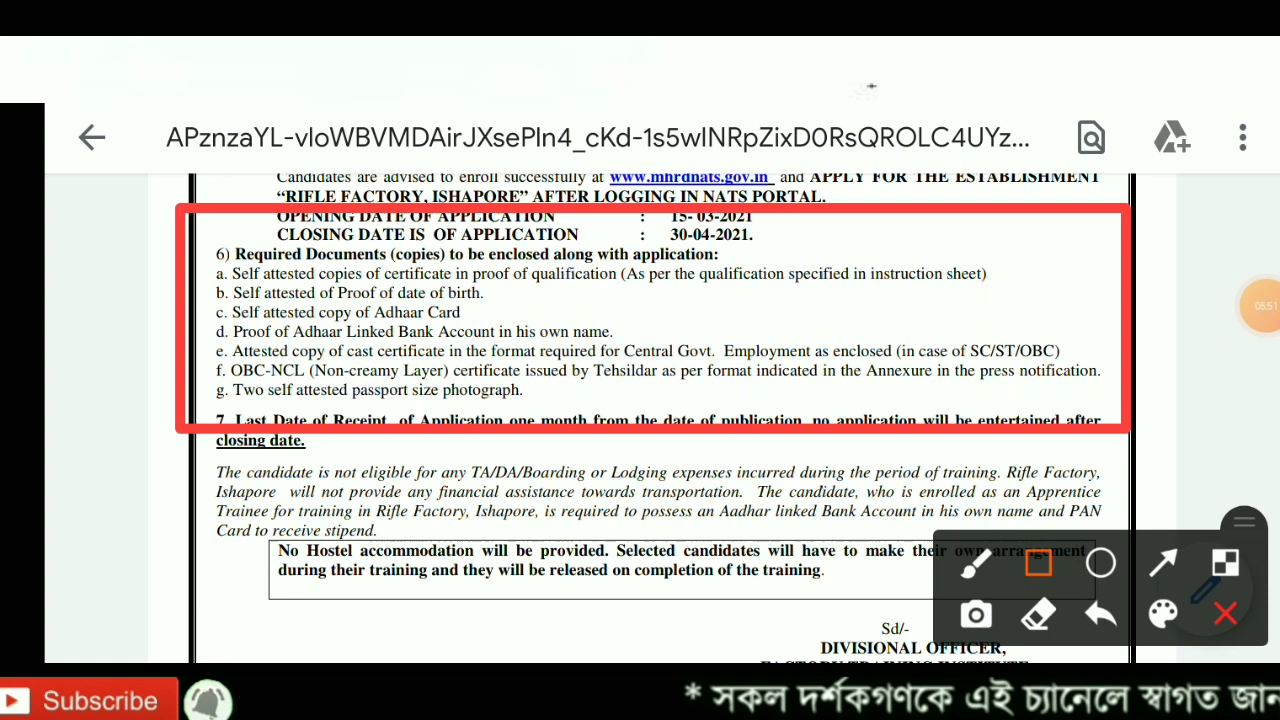 APznzaYL-vloWBVMDAirJXsePln4_cKd-1s5wINRpZixD0RsQROLC4UYz...
Candidates are advised to enroll successfully at www.mhrdnats.gov.in and APPLY FOR THE ESTABLISHMENT
“RIFLE FACTORY, ISHAPORE” AFTER LOGGING IN NATS PORTAL.
OPENING DATE OF APPLICATION : 15- 03-2021
CLOSING DATE IS OF APPLICATION : 30-04-2021.
6) Required Documents (copies) to be enclosed along with application:
a. Self attested copies of certificate in proof of qualification (As per the qualification specified in instruction sheet)
b. Self attested of Proof of date of birth.
c. Self attested copy of Adhaar Card
d. Proof of Adhaar Linked Bank Account in his own name.
e. Attested copy of cast certificate in the format required for Central Govt. Employment as enclosed (in case of SC/ST/OBC)
f. OBC-NCL (Non-creamy Layer) certificate issued by Tehsildar as per format indicated in the Annexure in the press notification.
g. Two self attested passport size photograph.
7. Last Date of Receipt of Application one month from the date of publication, no application will be entertained after
closing date.
The candidate is not eligible for any TA/DA/Boarding or Lodging expenses incurred during the period of training. Rifle Factory,
Ishapore will not provide any financial assistance towards transportation. The candidate, who is enrolled as an Apprentice
Trainee for training in Rifle Factory, Ishapore, is required to possess an Aadhar linked Bank Account in his own name and PAN
Card to receive stipend.
No Hostel accommodation will be provided. Selected candidates will have to make their own arrangement
during their training and they will be released on completion of the training.
Sd/-
DIVISIONAL OFFICER,
FACTORY TRAINING INSTITUTE
05:51
Subscribe
* সকল দর্শকগণকে এই চ্যানেলে স্বাগত জান